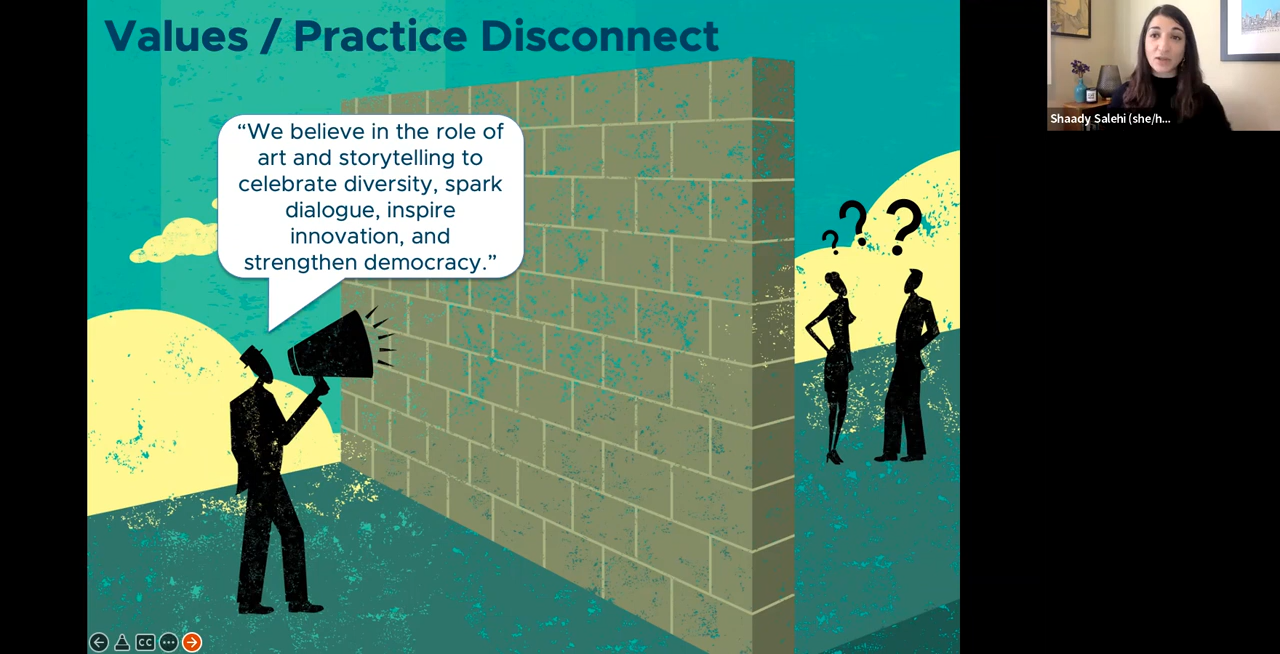 Values / Practice Disconnect
“We believe in the role of
art and storytelling to
celebrate diversity, spark
dialogue, inspire
innovation, and
strengthen democracy.”
? ? ?
Shaady Salehi (she/h...
CC